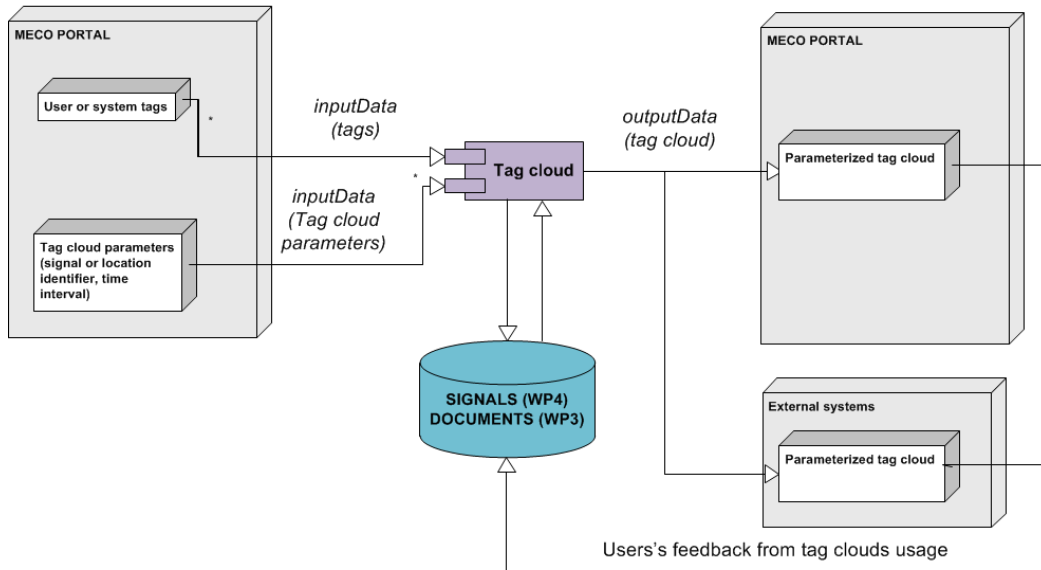 MECO PORTAL
User or system tags
*
inputData
(tags)
Tag cloud parameters
(signal or location
identifier, time
interval)
inputData
(Tag cloud
parameters)
*
Tag cloud
SIGNALS (WP4)
DOCUMENTS (WP3)
outputData
(tag cloud)
MECO PORTAL
Parameterized tag cloud
External systems
Parameterized tag cloud
Users's feedback from tag clouds usage